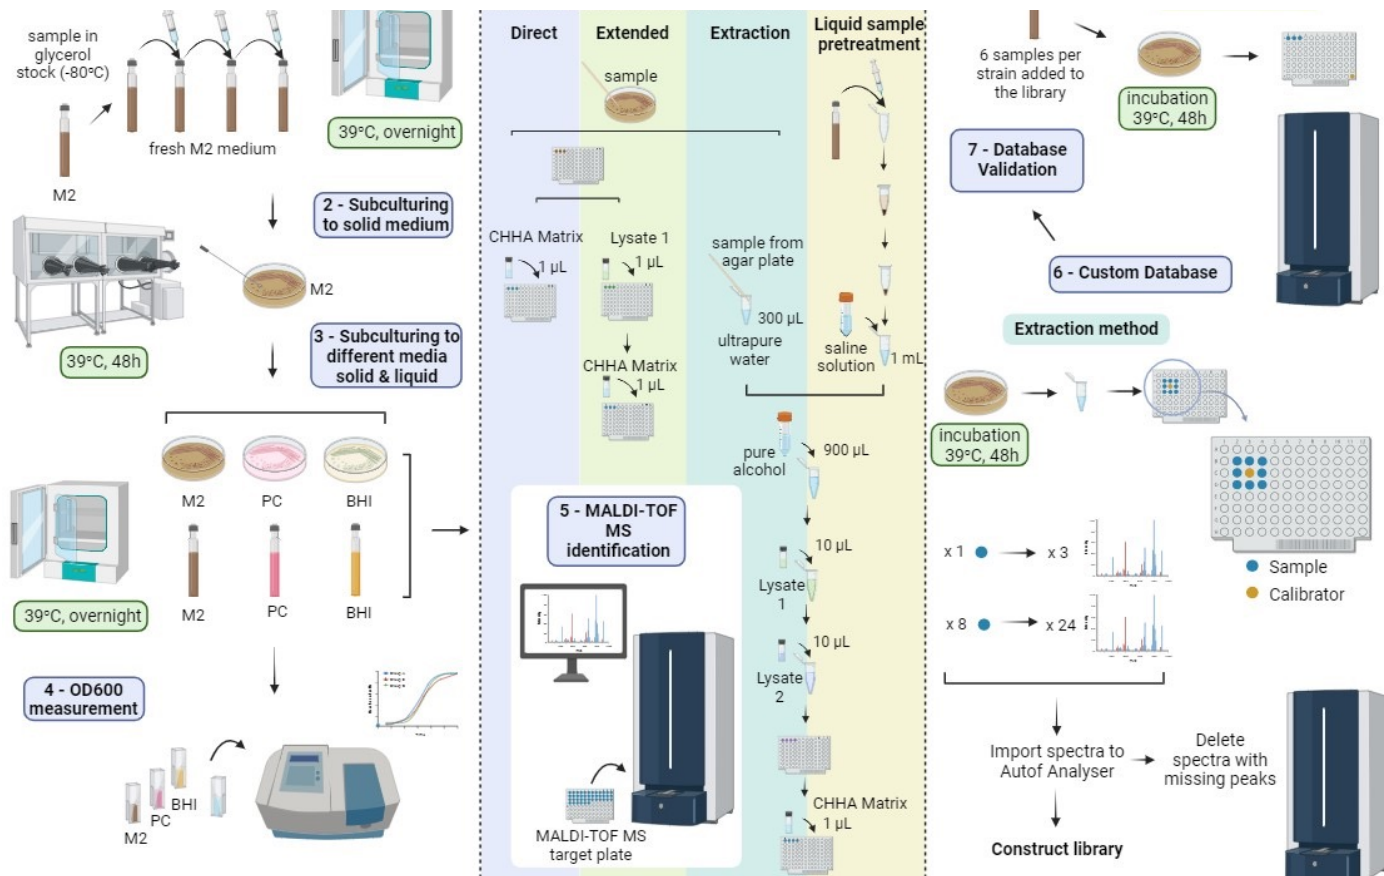 sample in
glycerol
stock (-80ºC)
fresh M2 medium
M2
39ºC, overnight
2 - Subculturing
to solid medium
M2
39ºC, 48h
3 - Subculturing to
different media
solid & liquid
M2
PC
BHI
M2
PC
BHI
39ºC, overnight
4 - OD600
measurement
BHI
PC
M2
Direct
Extended
Extraction
Liquid sample
pretreatment
sample
CHHA Matrix
1 µL
Lysate 1
1 µL
CHHA Matrix
1 µL
sample from
agar plate
300 µL
ultrapure
water
saline
solution
1 mL
pure
alcohol
900 µL
10 µL
Lysate
1
10 µL
Lysate
2
CHHA Matrix
1 µL
5 - MALDI-TOF
MS
identification
MALDI-TOF MS
target plate
6 samples per
strain added to
the library
incubation
39ºC, 48h
7 - Database
Validation
6 - Custom Database
Extraction method
incubation
39ºC, 48h
x 1
x 3
x 8
x 24
Sample
Calibrator
Import spectra to
Autof Analyser
Delete
spectra with
missing peaks
Construct library